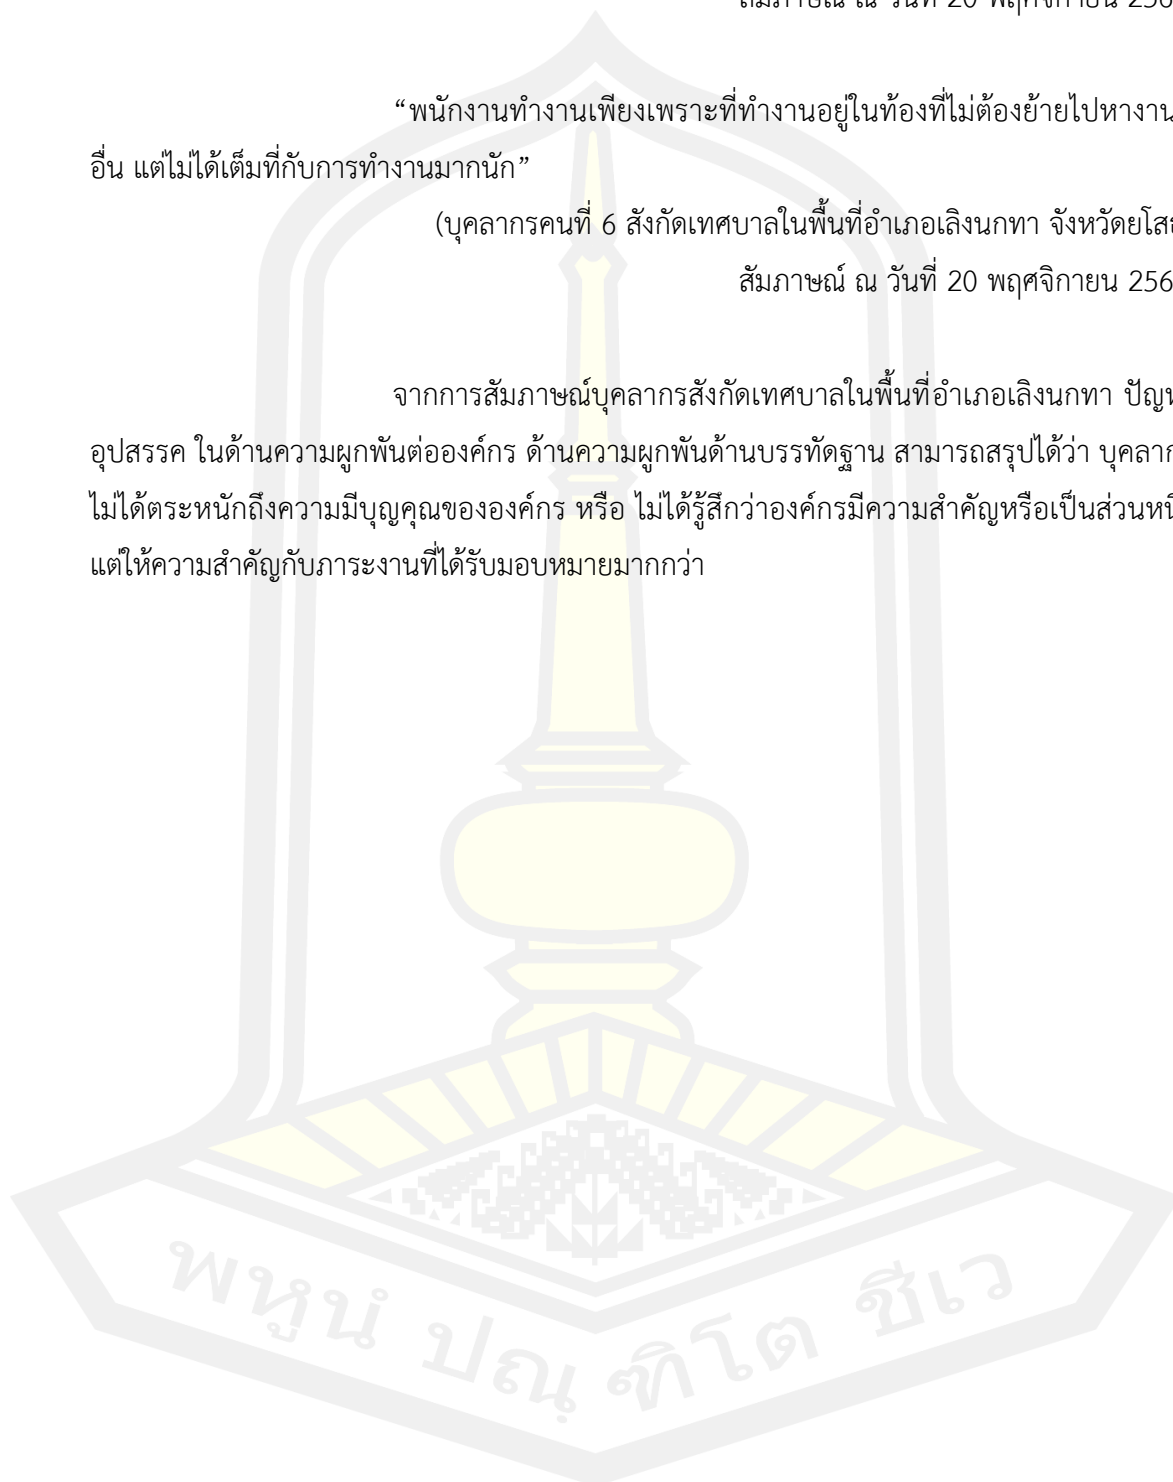 สัมภาษณ์ ณ วันที่ 20 พฤศจิกายน 256
“พนักงานทำงานเพียงเพราะที่ทำงานอยู่ในท้องที่ไม่ต้องย้ายไปหางาน
อื่น แต่ไม่ได้เต็มที่กับการทำงานมากนัก”
(บุคลากรคนที่ 6 สังกัดเทศบาลในพื้นที่อำเภอเลิงนกทา จังหวัด
สัมภาษณ์ ณ วันที่ 20 พฤศจิกายน 256
จากการสัมภาษณ์บุคลากรสังกัดเทศบาลในพื้นที่อำเภอเลิงนกทา
อุปสรรค ในด้านความผูกพันต่อองค์กร ด้านความผูกพันด้านบรรทัดฐาน สามารถสรุปได้ว่า
ไม่ได้ตระหนักถึงความมีบุญคุณขององค์กร หรือ ไม่ได้รู้สึกว่าองค์กรมีความสำคัญหรือเป็น
แต่ให้ความสำคัญกับภาระงานที่ได้รับมอบหมายมากกว่า
พหูนํ ปณฺฑิโต ชีเว